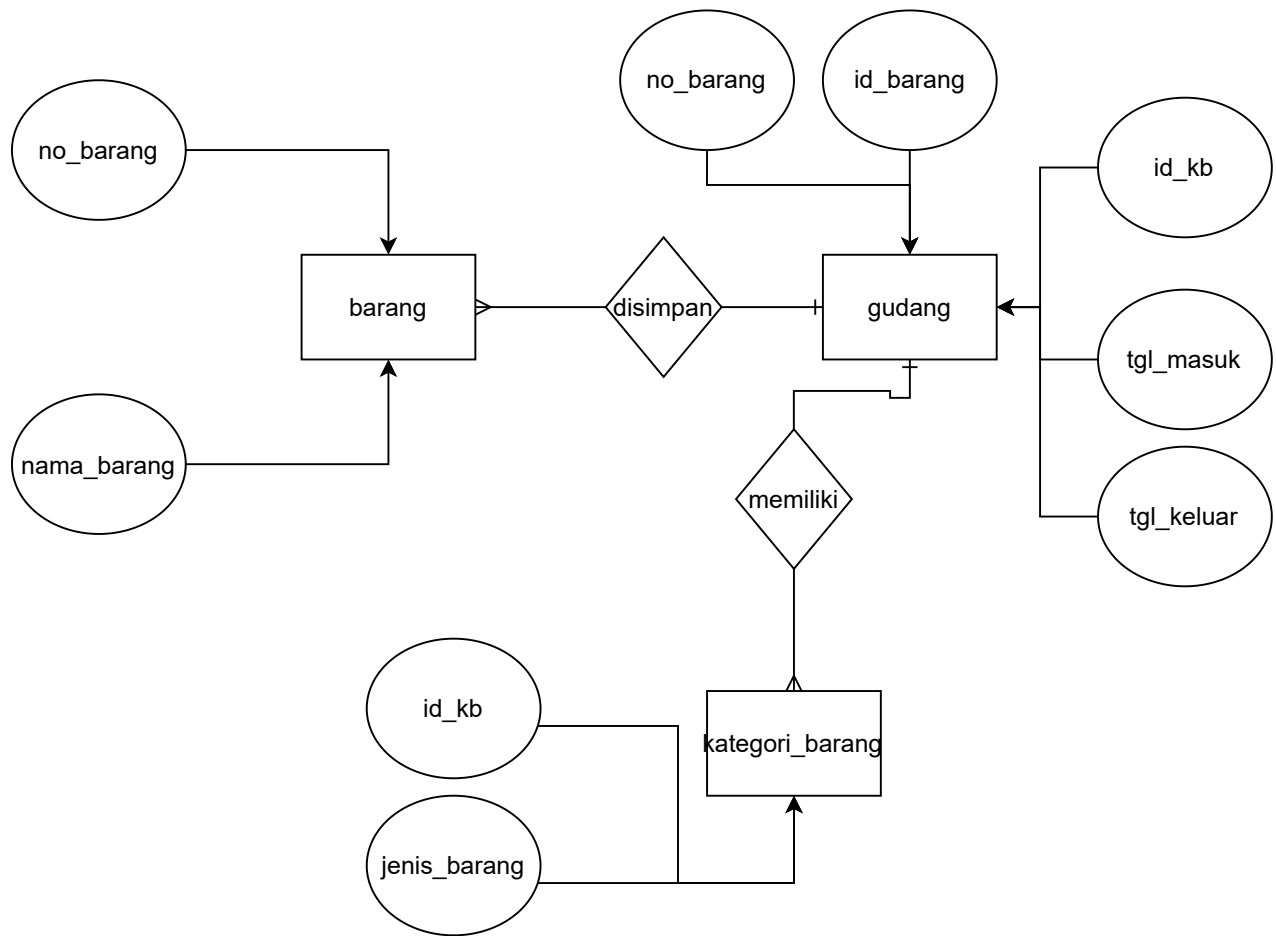 no_barang
id_barang
no_barang
id_kb
barang
disimpan
gudang
tgl_masuk
nama_barang
memiliki
tgl_keluar
id_kb
kategori_barang
jenis_barang